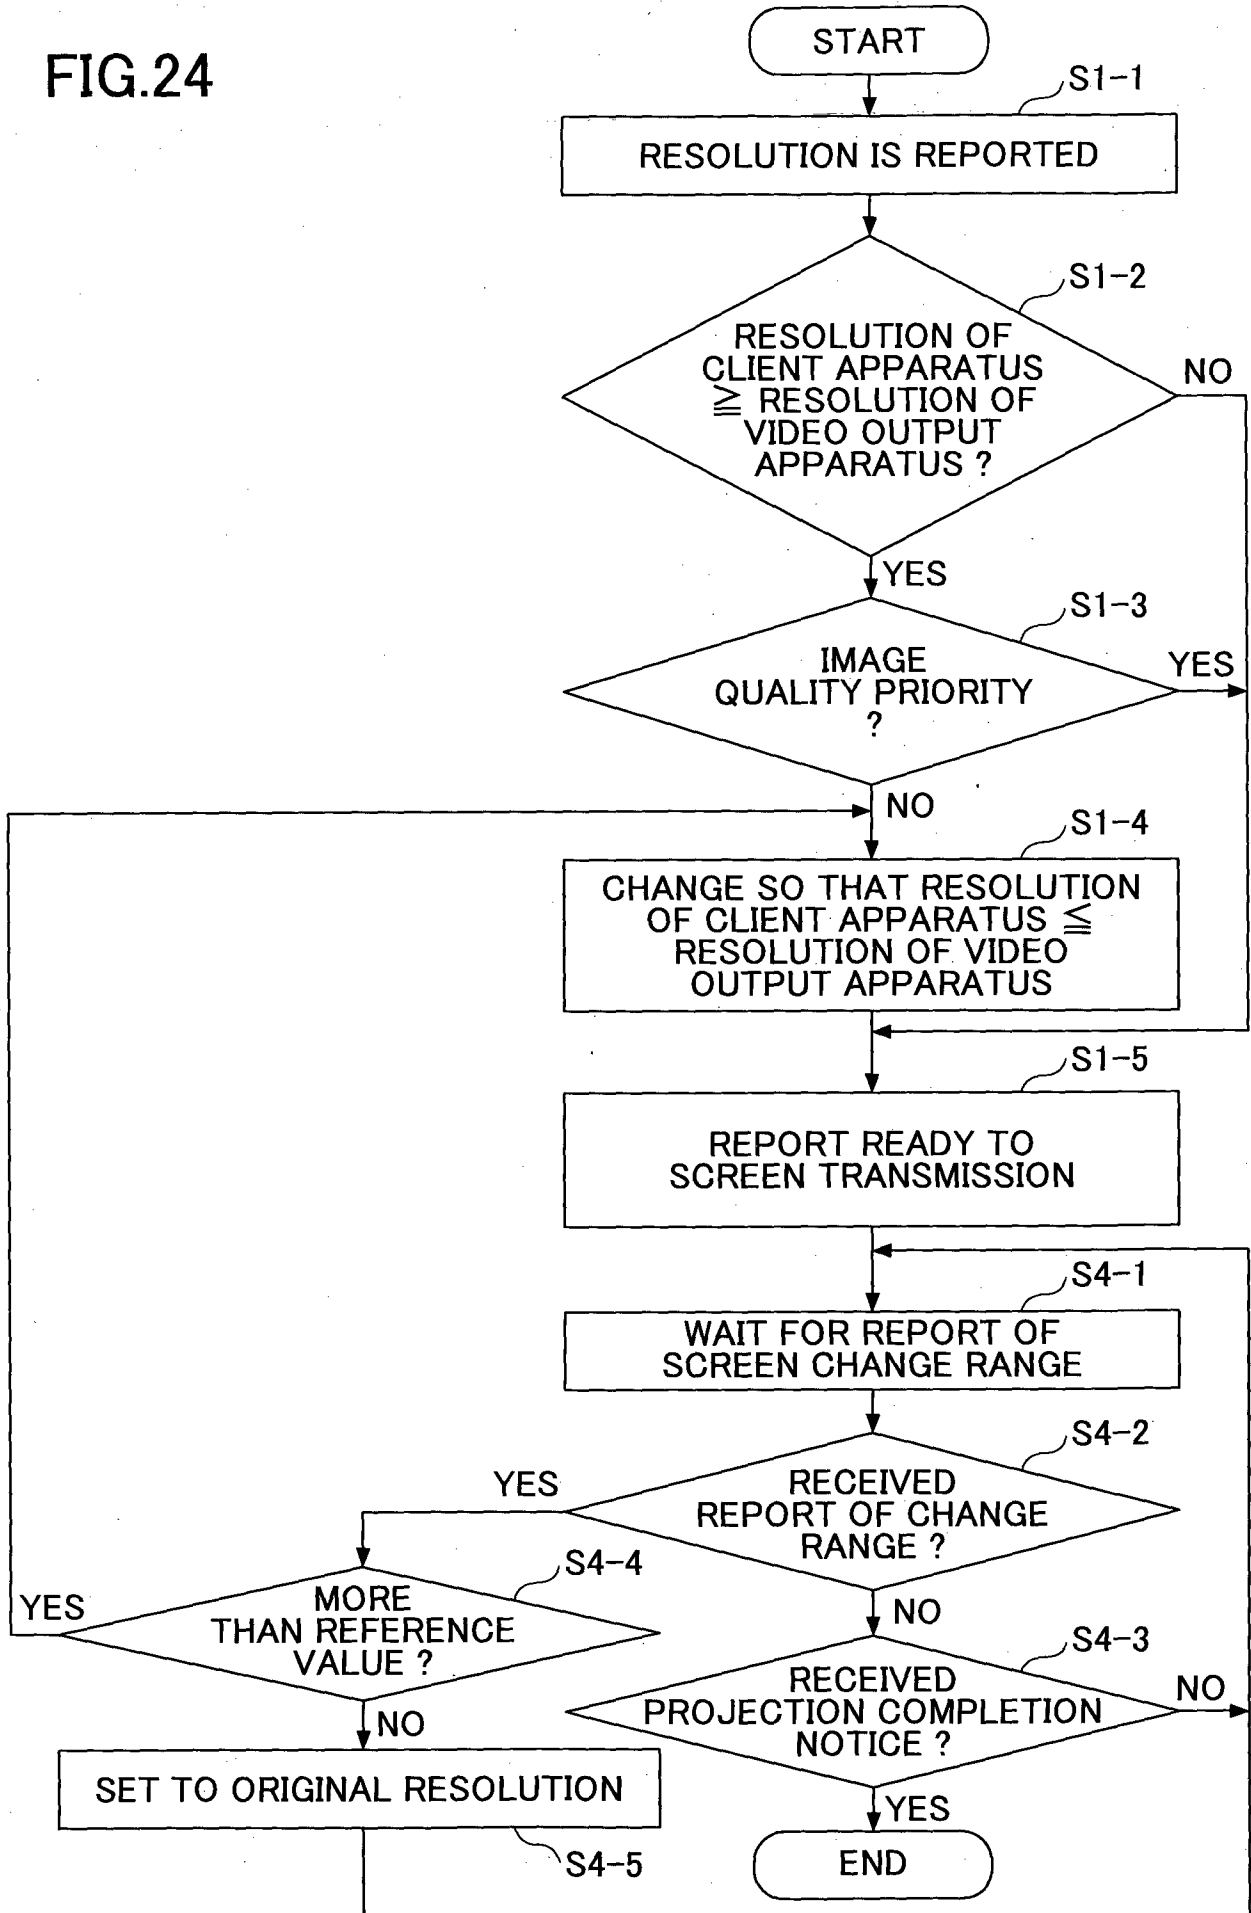 FIG.24
START
S1-1
RESOLUTION IS REPORTED
S1-2
RESOLUTION OF
CLIENT APPARATUS
≧ RESOLUTION OF
VIDEO OUTPUT
APPARATUS ?
NO
YES
S1-3
IMAGE
QUALITY PRIORITY
?
YES
NO
S1-4
CHANGE SO THAT RESOLUTION
OF CLIENT APPARATUS ≦
RESOLUTION OF VIDEO
OUTPUT APPARATUS
S1-5
REPORT READY TO
SCREEN TRANSMISSION
S4-1
WAIT FOR REPORT OF
SCREEN CHANGE RANGE
S4-2
RECEIVED
REPORT OF CHANGE
RANGE ?
YES
NO
S4-4
MORE
THAN REFERENCE
VALUE ?
YES
NO
S4-3
RECEIVED
PROJECTION COMPLETION
NOTICE ?
NO
YES
SET TO ORIGINAL RESOLUTION
S4-5
END